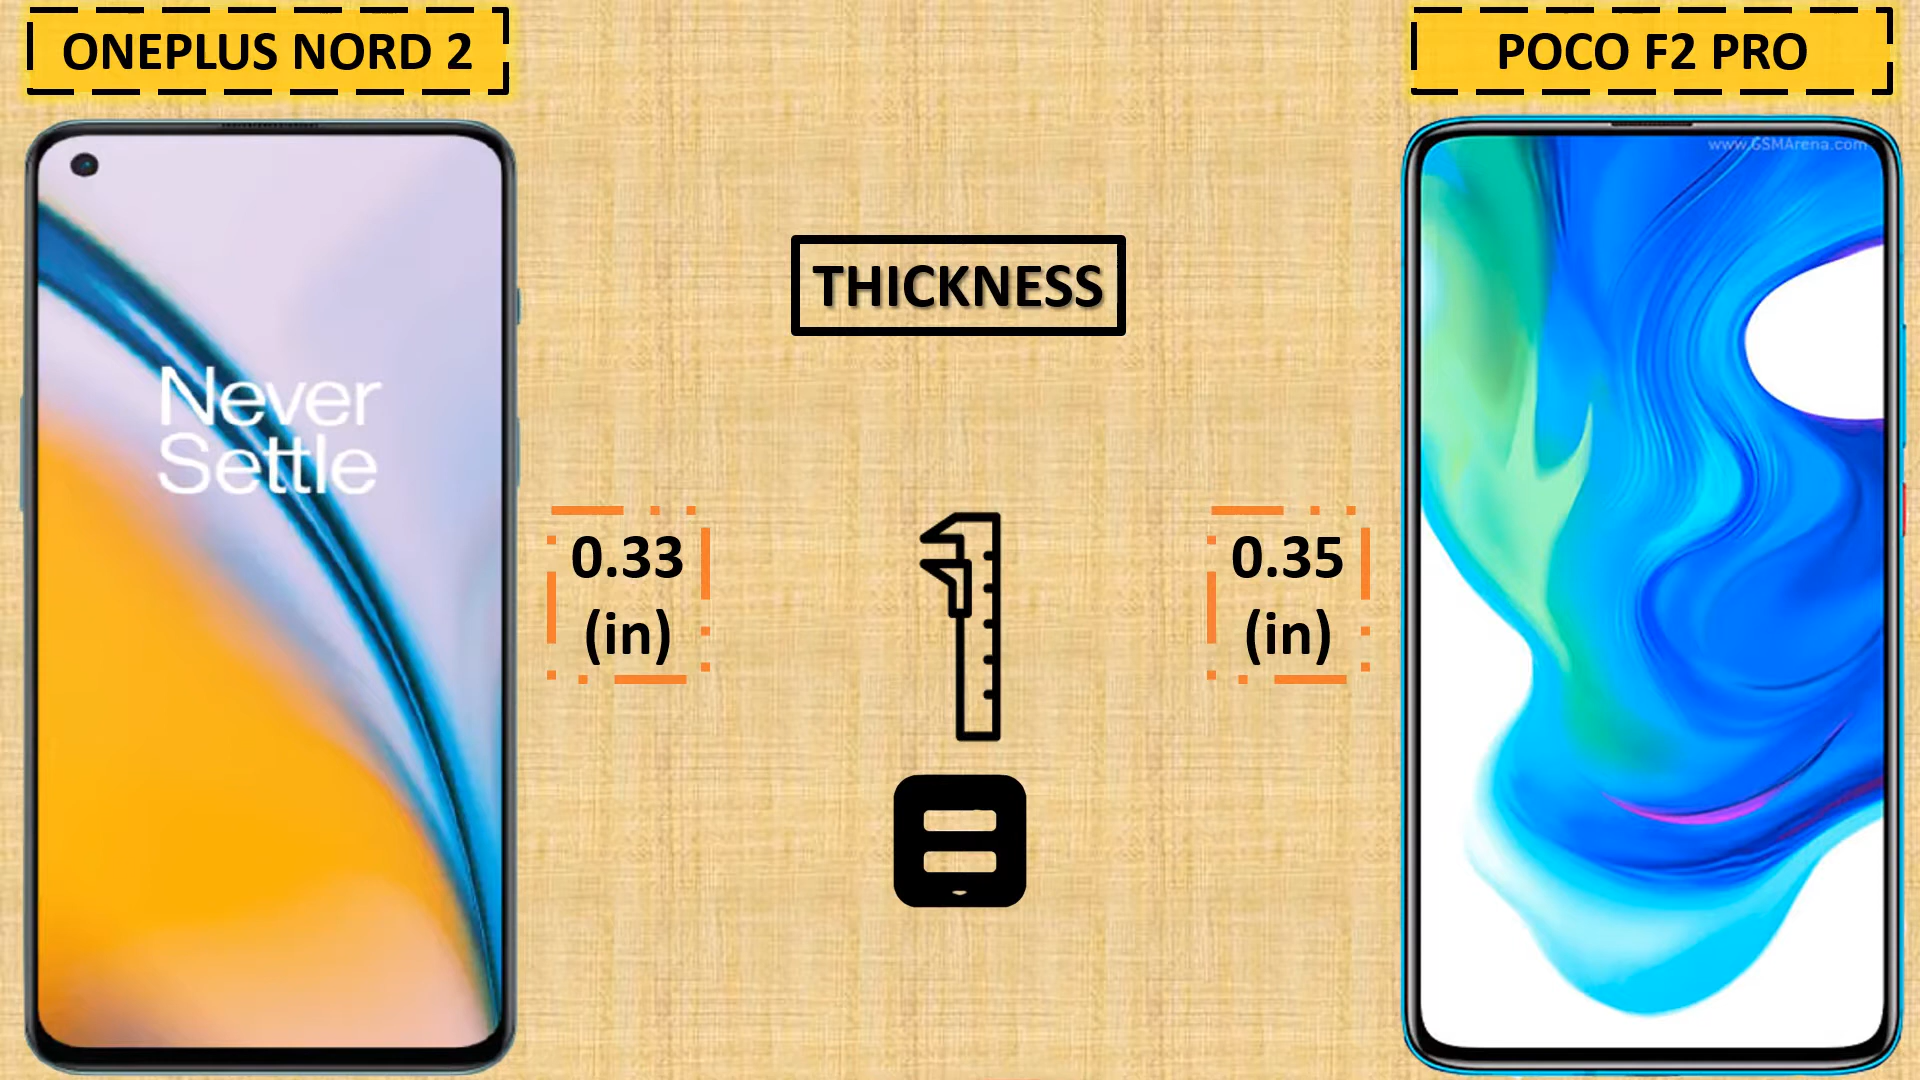 ONEPLUS NORD 2
POCO F2 PRO
www.GSMArena.com
THICKNESS
Never
Settle
0.33
(in)
0.35
(in)